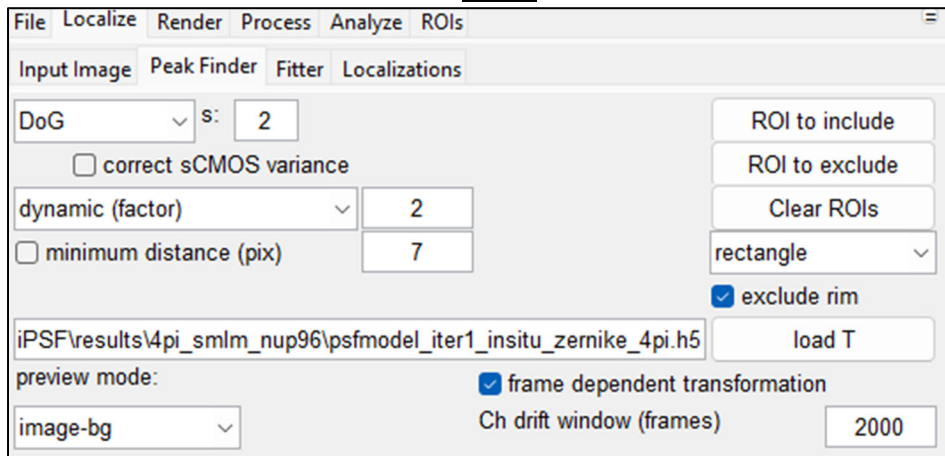 File Localize Render Process Analyze ROIs
Input Image Peak Finder Fitter Localizations
DoG s: 2 ROI to include
correct sCMOS variance ROI to exclude
dynamic (factor) 2 Clear ROIs
minimum distance (pix) 7 rectangle
exclude rim
iPSF\results\4pi_smlm_nup96\psfmodel_iter1_insitu_zernike_4pi.h5 load T
preview mode: frame dependent transformation
image-bg Ch drift window (frames) 2000